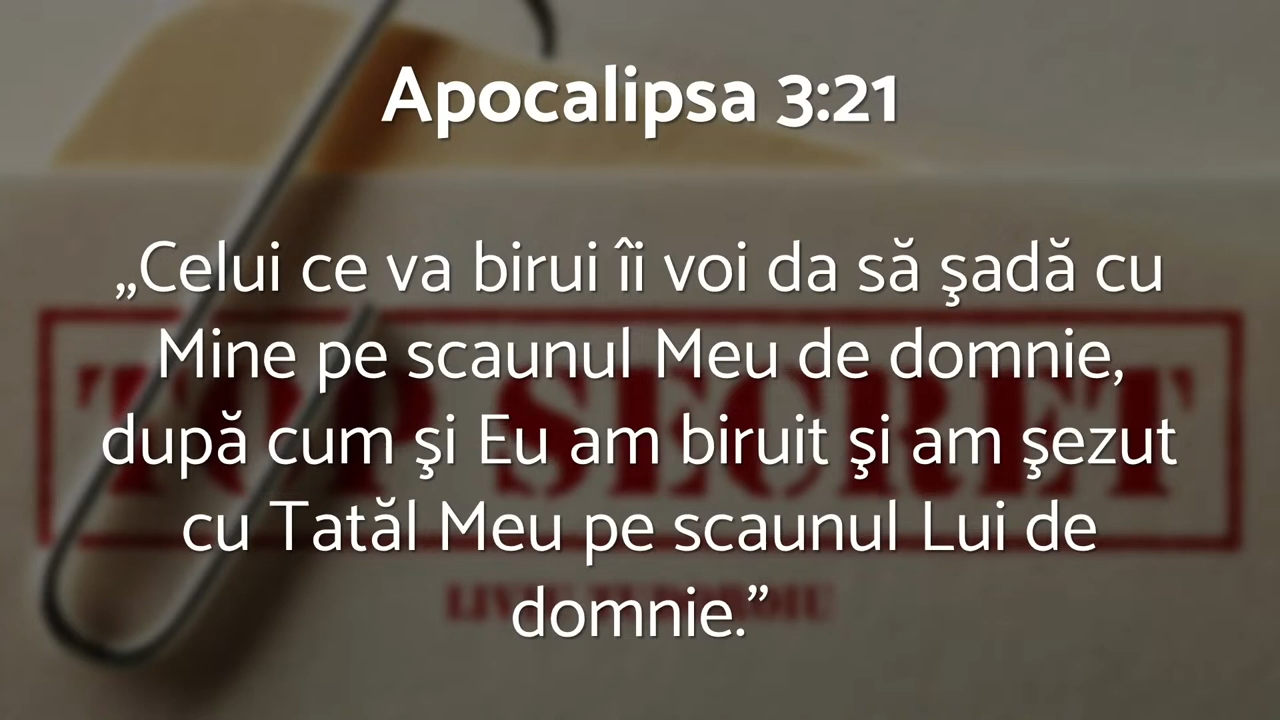 Apocalipsa 3:21
„Celui ce va birui îi voi da să şadă cu
Mine pe scaunul Meu de domnie,
după cum şi Eu am biruit şi am şezut
cu Tatăl Meu pe scaunul Lui de
domnie.”
TOP SECRET